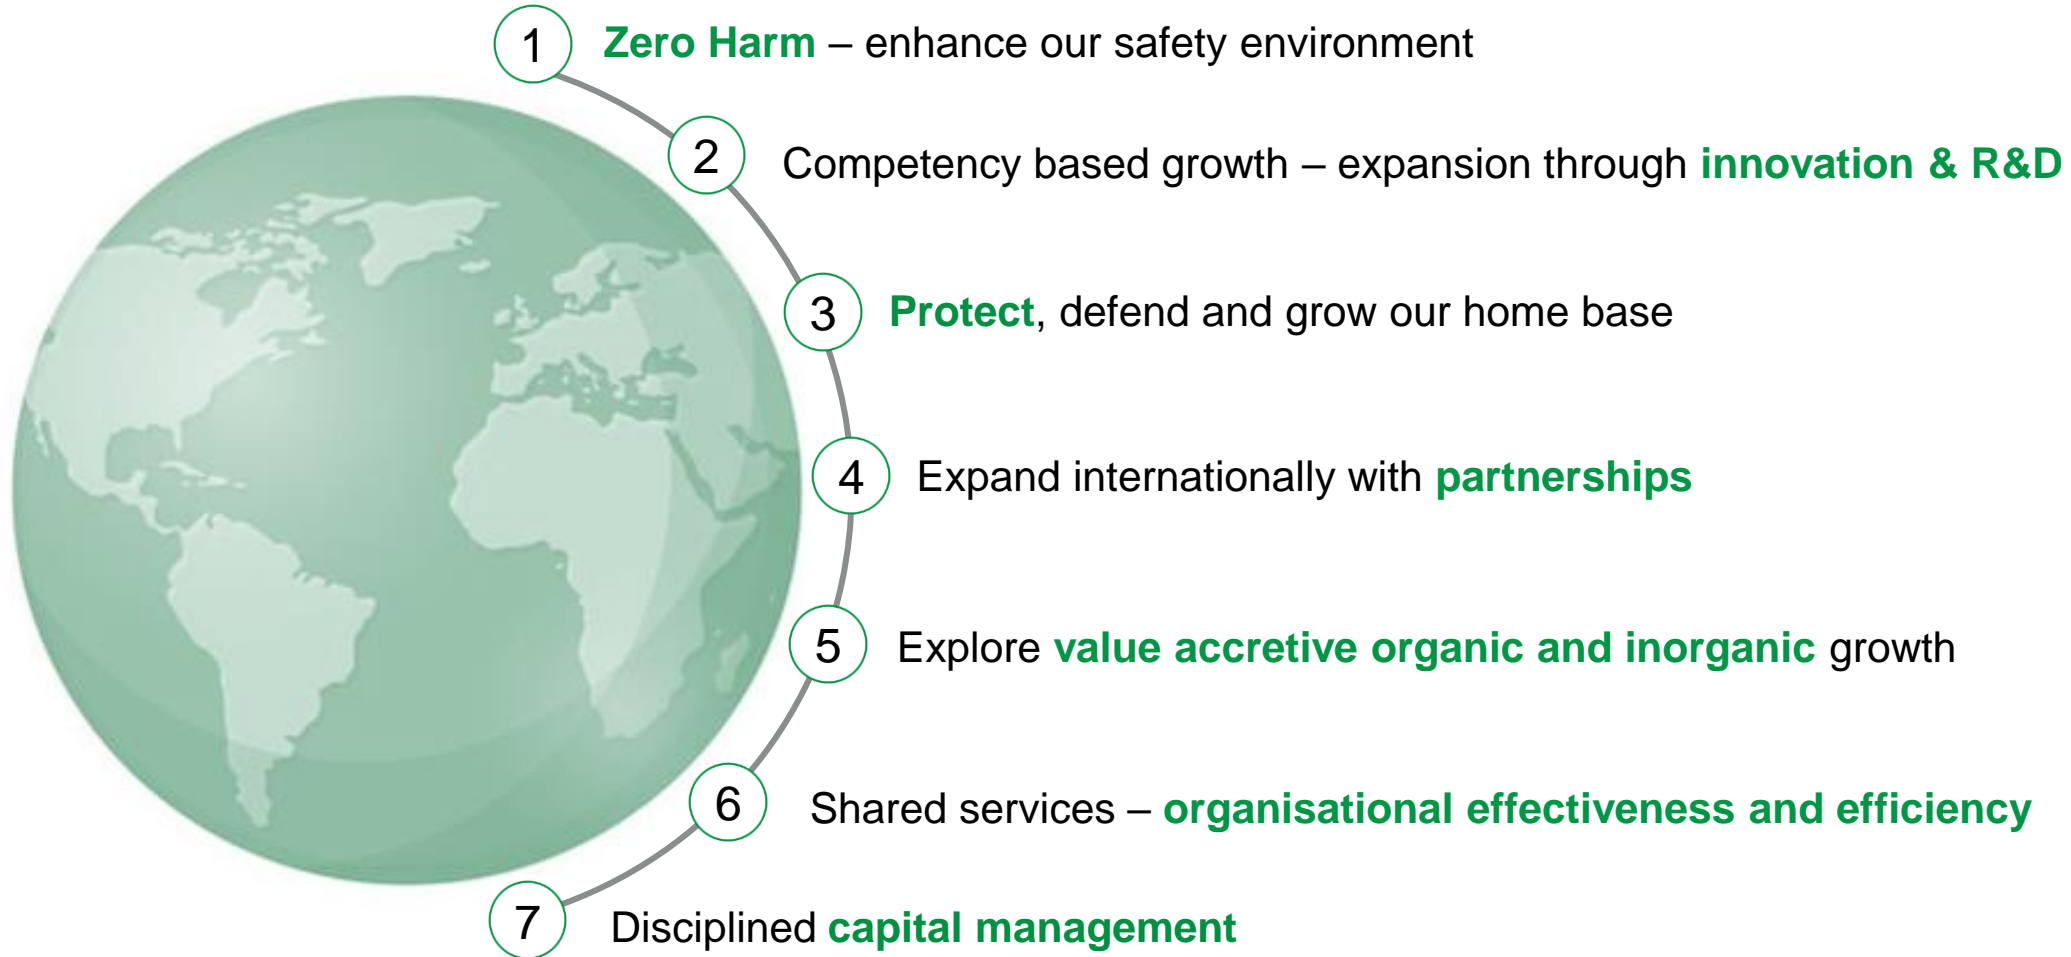 1 Zero Harm – enhance our safety environment
2 Competency based growth – expansion through innovation & R&D
3 Protect, defend and grow our home base
4 Expand internationally with partnerships
5 Explore value accretive organic and inorganic growth
6 Shared services – organisational effectiveness and efficiency
7 Disciplined capital management